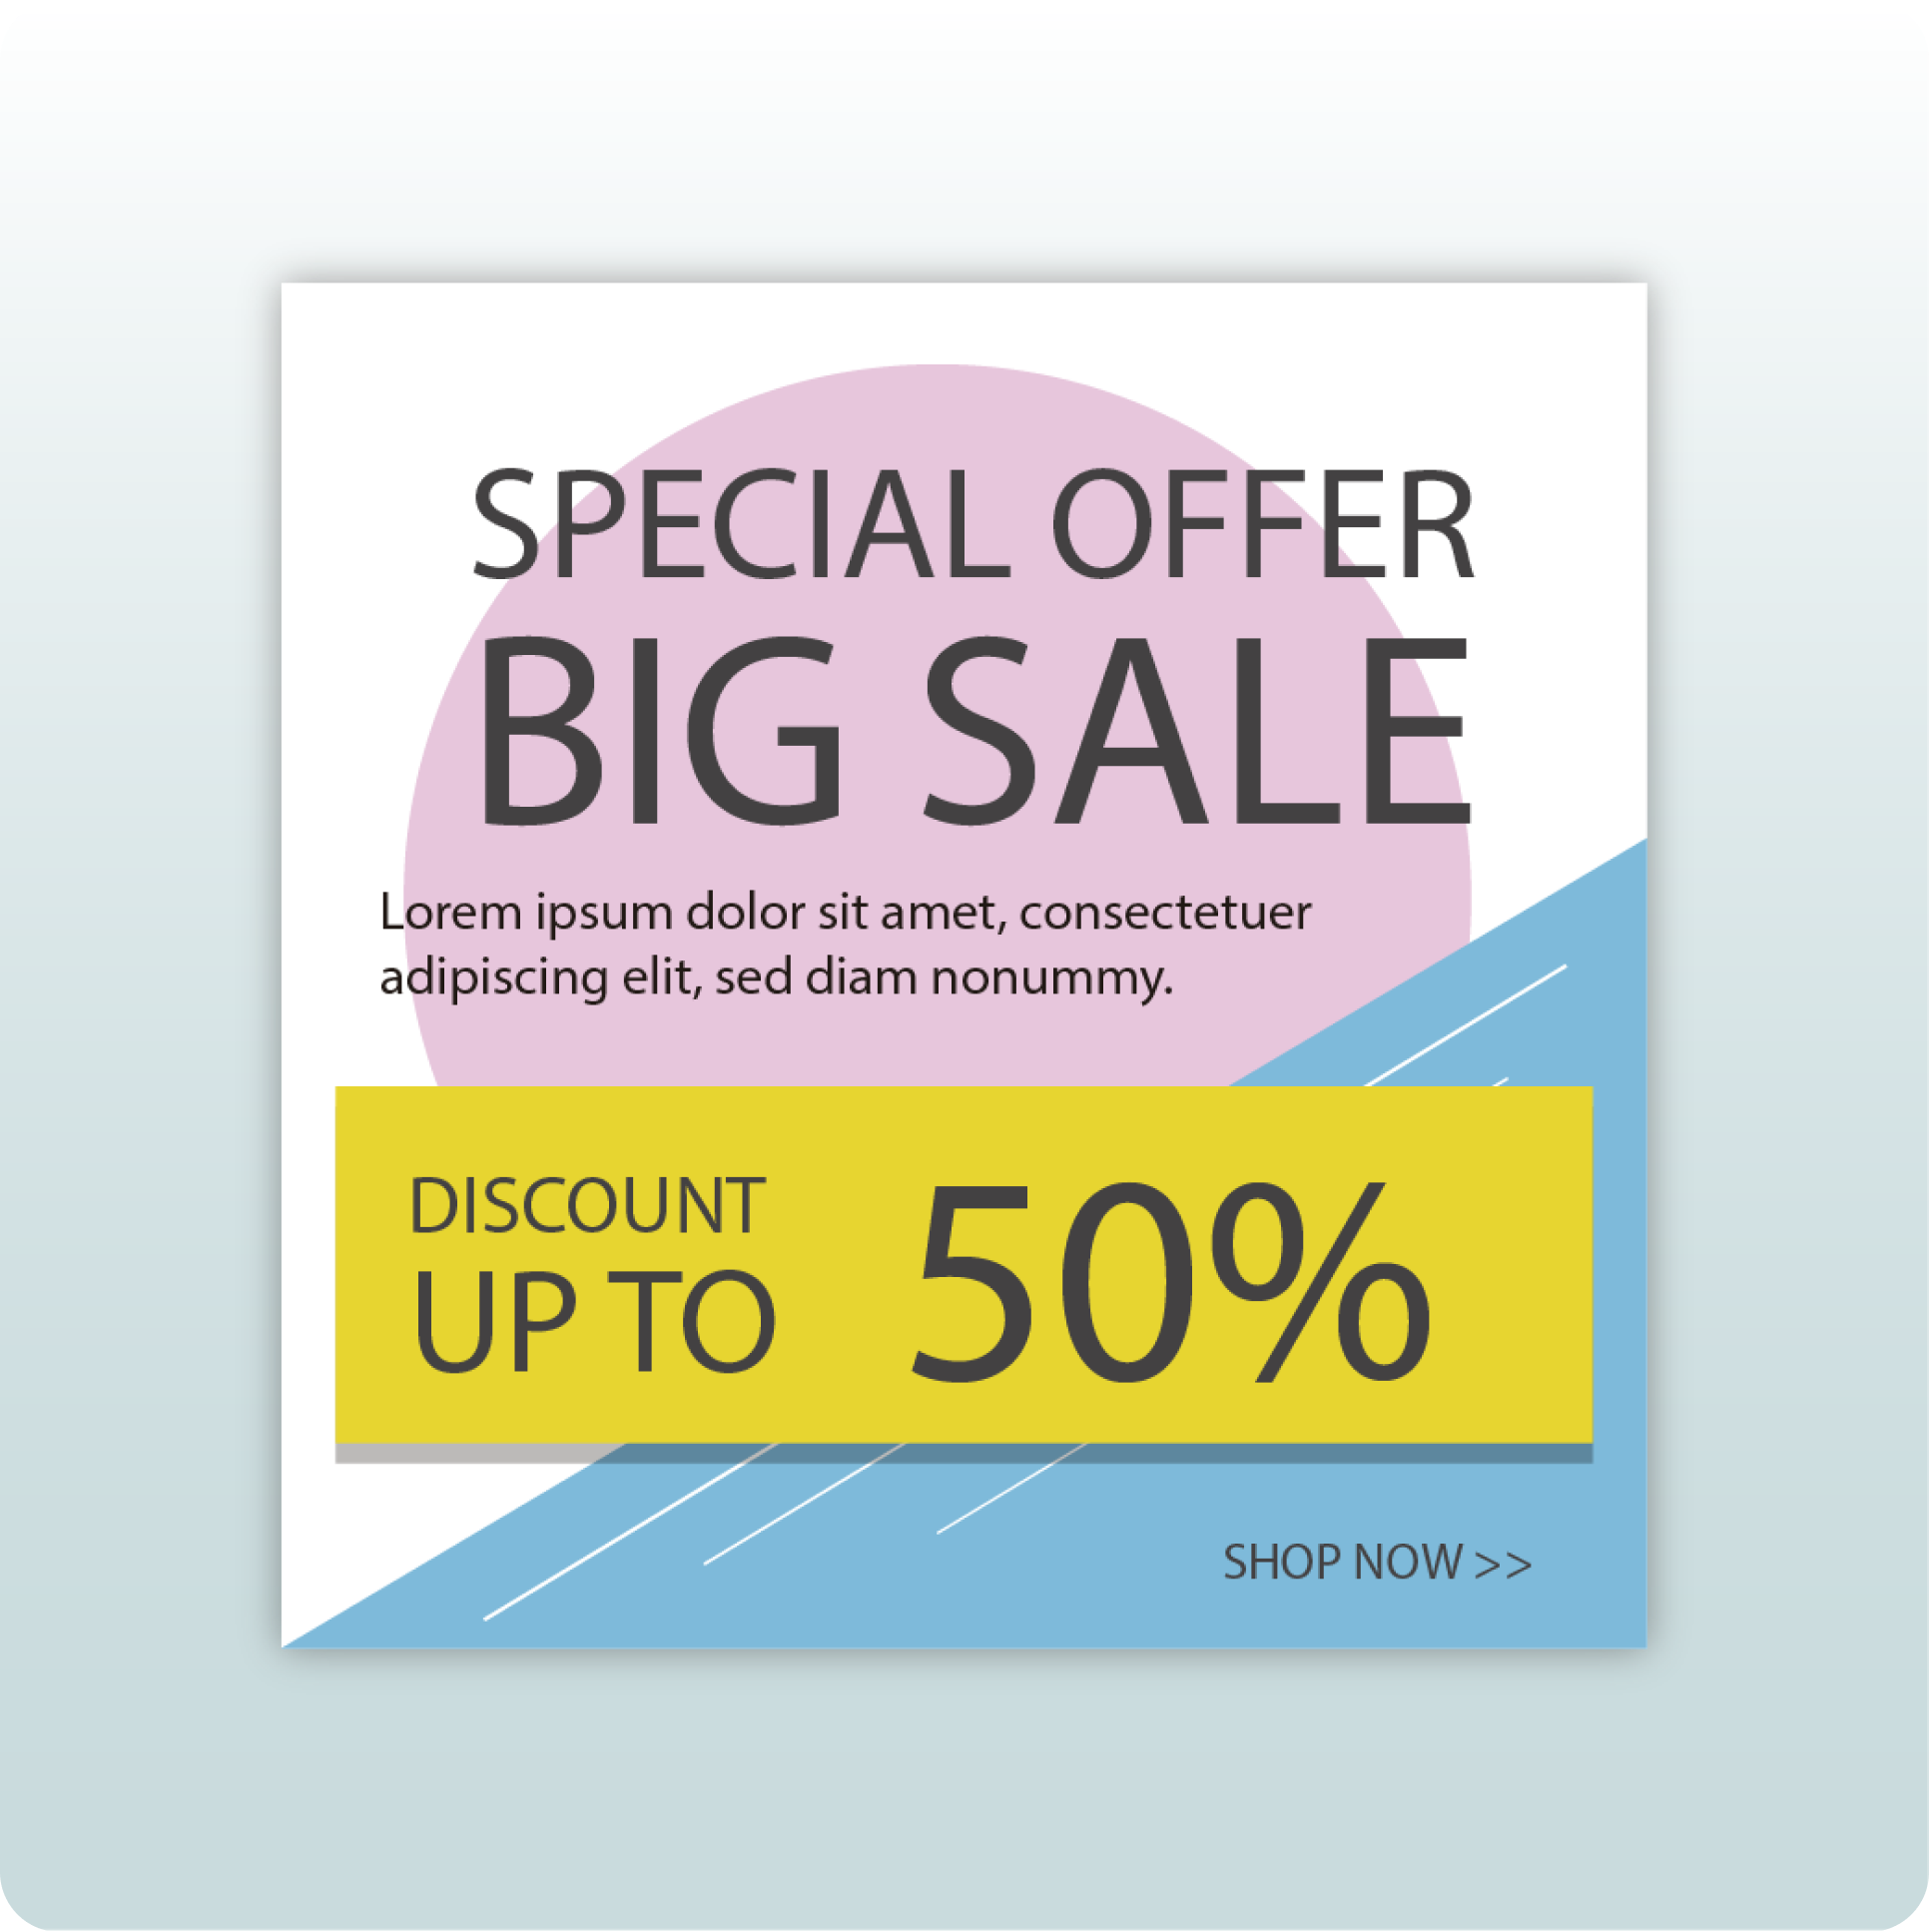 SPECIAL OFFER
BIG SALE
Lorem ipsum dolor sit amet, consectetuer
adipiscing elit, sed diam nonummy.
DISCOUNT
UP TO
50%
SHOP NOW >>